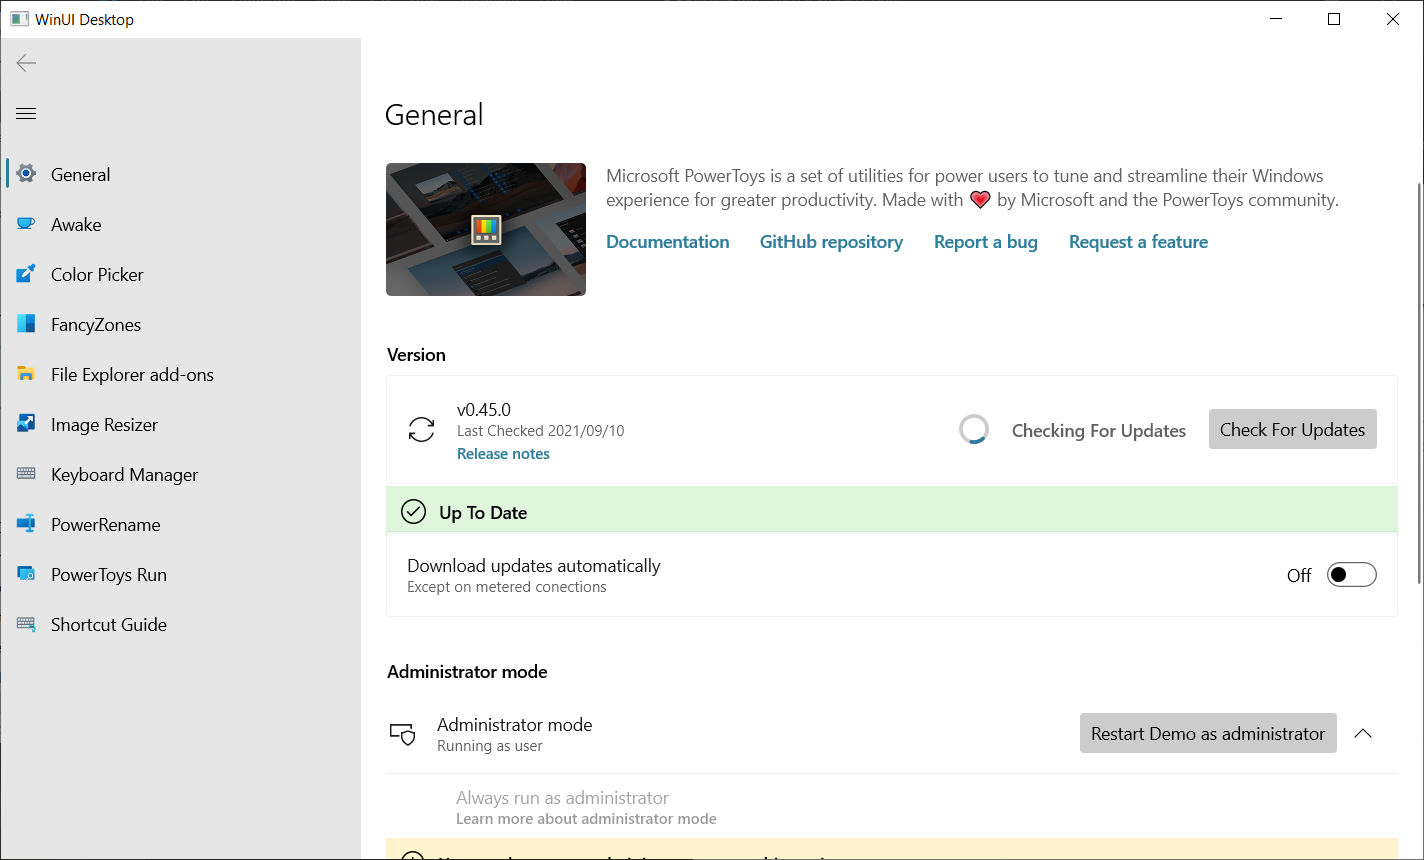 WinUI Desktop
General
Awake
Color Picker
FancyZones
File Explorer add-ons
Image Resizer
Keyboard Manager
PowerRename
PowerToys Run
Shortcut Guide
General
Microsoft PowerToys is a set of utilities for power users to tune and streamline their Windows
experience for greater productivity. Made with ❤ by Microsoft and the PowerToys community.
Documentation GitHub repository Report a bug Request a feature
Version
v0.45.0
Last Checked 2021/09/10
Release notes
Checking For Updates
Check For Updates
Up To Date
Download updates automatically
Except on metered conections
Off
Administrator mode
Administrator mode
Running as user
Restart Demo as administrator
Always run as administrator
Learn more about administrator mode